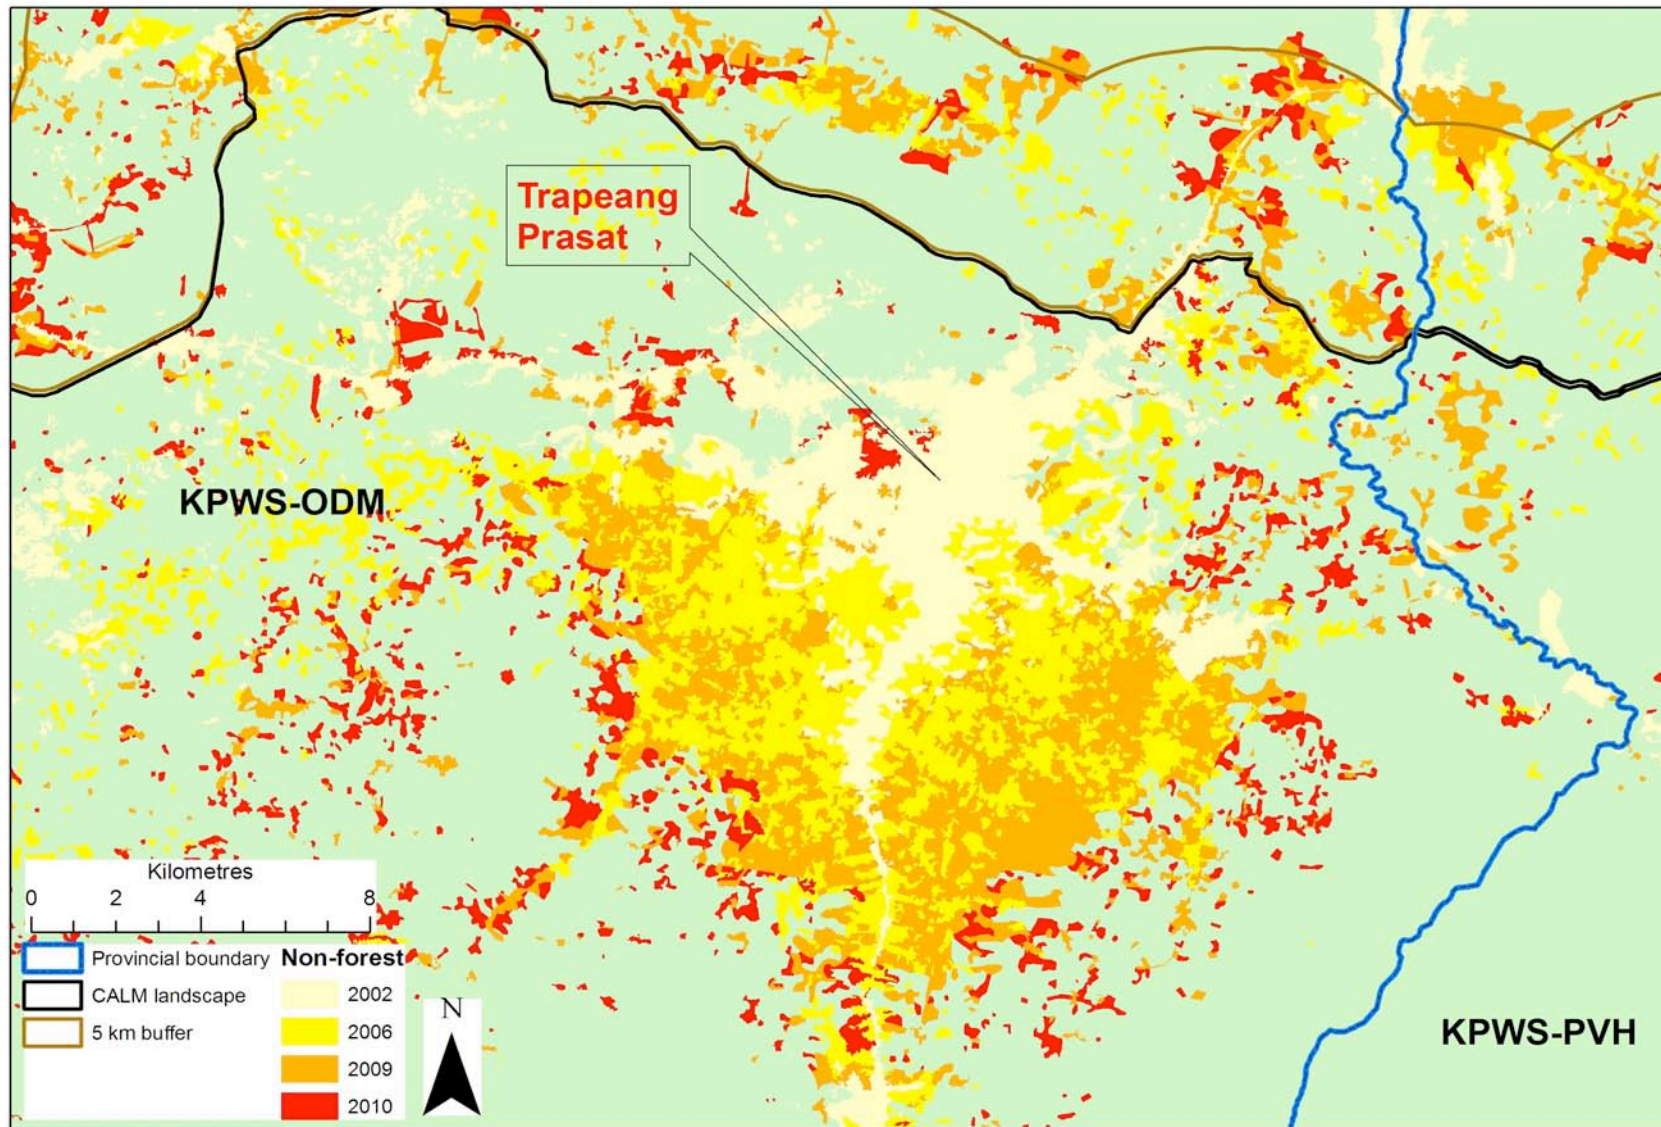 Trapeang
Prasat
KPWS-ODM
Kilometres
0 2 4 8
Provincial boundary
CALM landscape
5 km buffer
Non-forest
2002
2006
2009
2010
N
KPWS-PVH